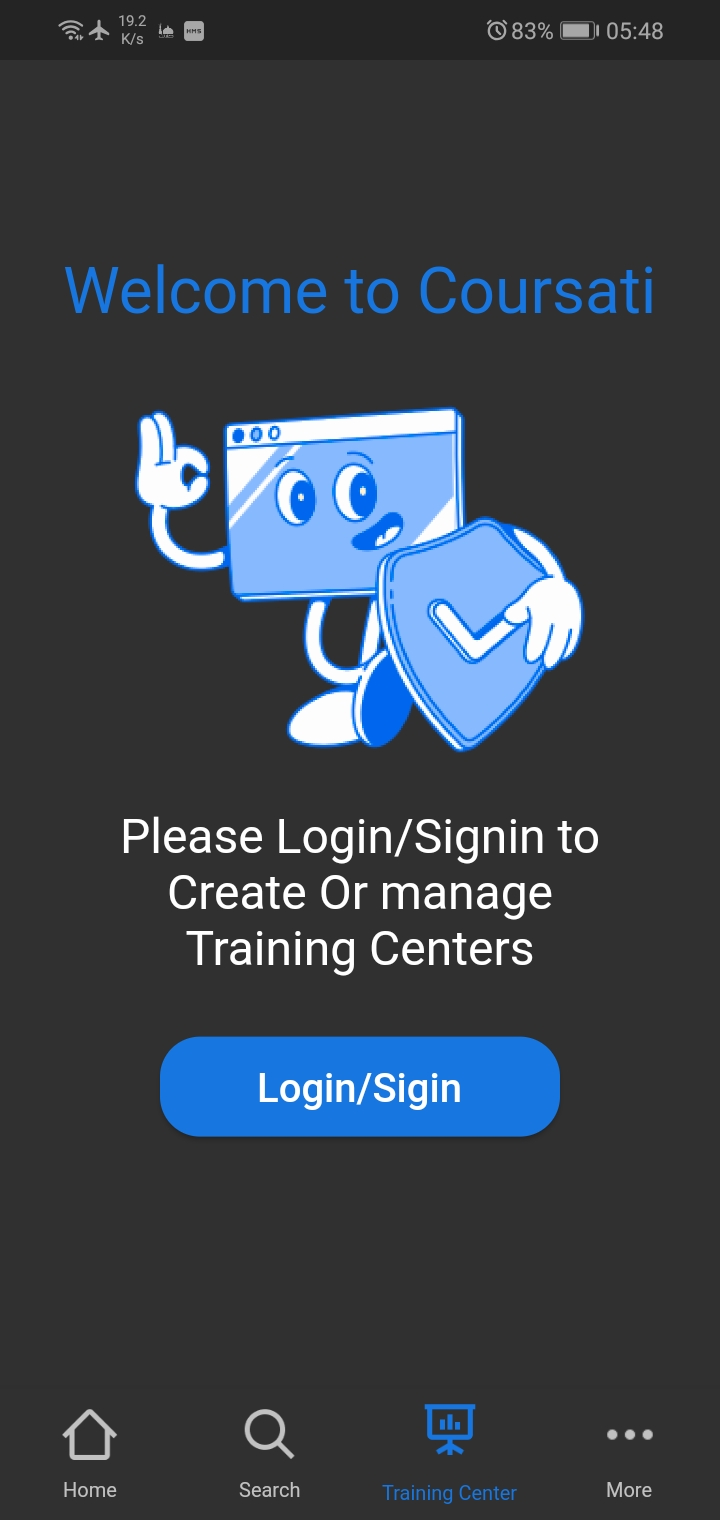 19.2
K/s
HMS
83%
05:48
Welcome to Coursati
Please Login/Signin to
Create Or manage
Training Centers
Login/Sigin
Home
Search
Training Center
More